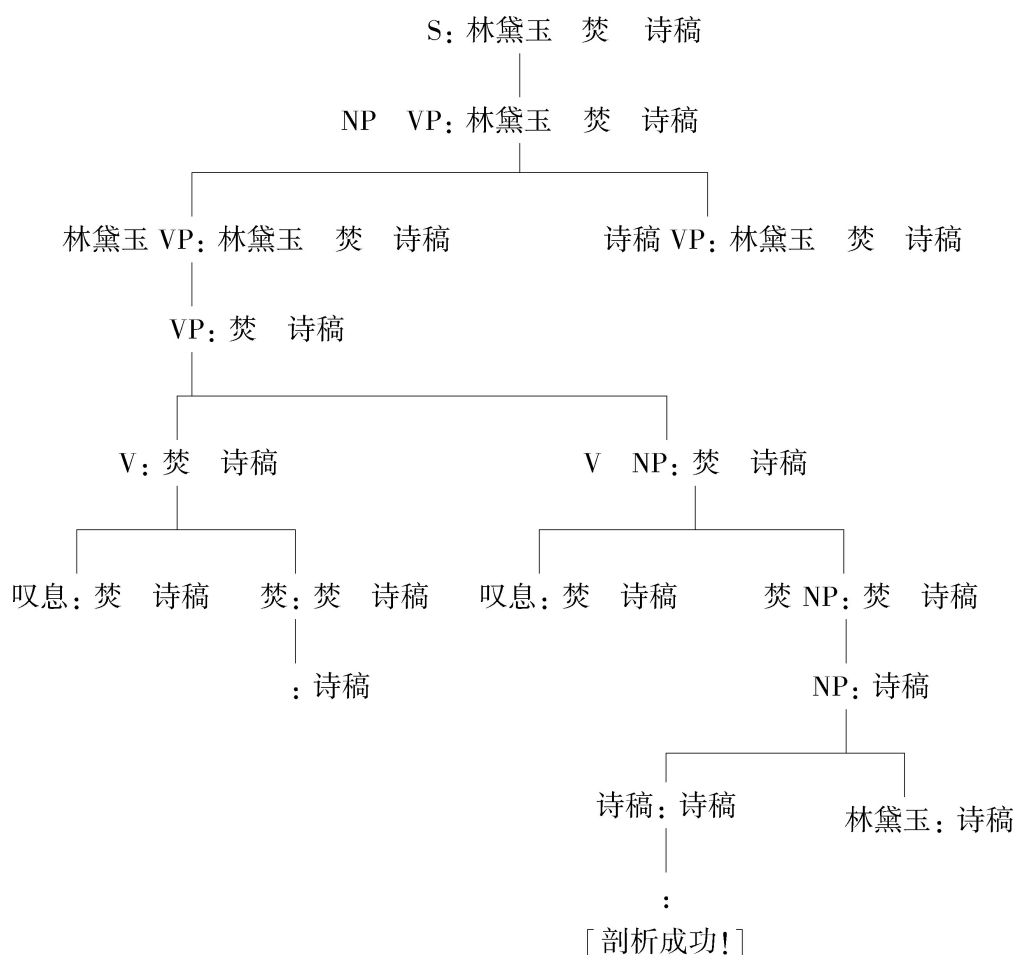 S：林黛玉　焚　诗稿
NP　VP：林黛玉　焚　诗稿
林黛玉 VP：林黛玉　焚　诗稿　诗稿 VP：林黛玉　焚　诗稿
VP：焚　诗稿
V：焚　诗稿　V　NP：焚　诗稿
叹息：焚　诗稿　焚：焚　诗稿　叹息：焚　诗稿　焚 NP：焚　诗稿
：诗稿　NP：诗稿
诗稿：诗稿　林黛玉：诗稿
：
［剖析成功！］